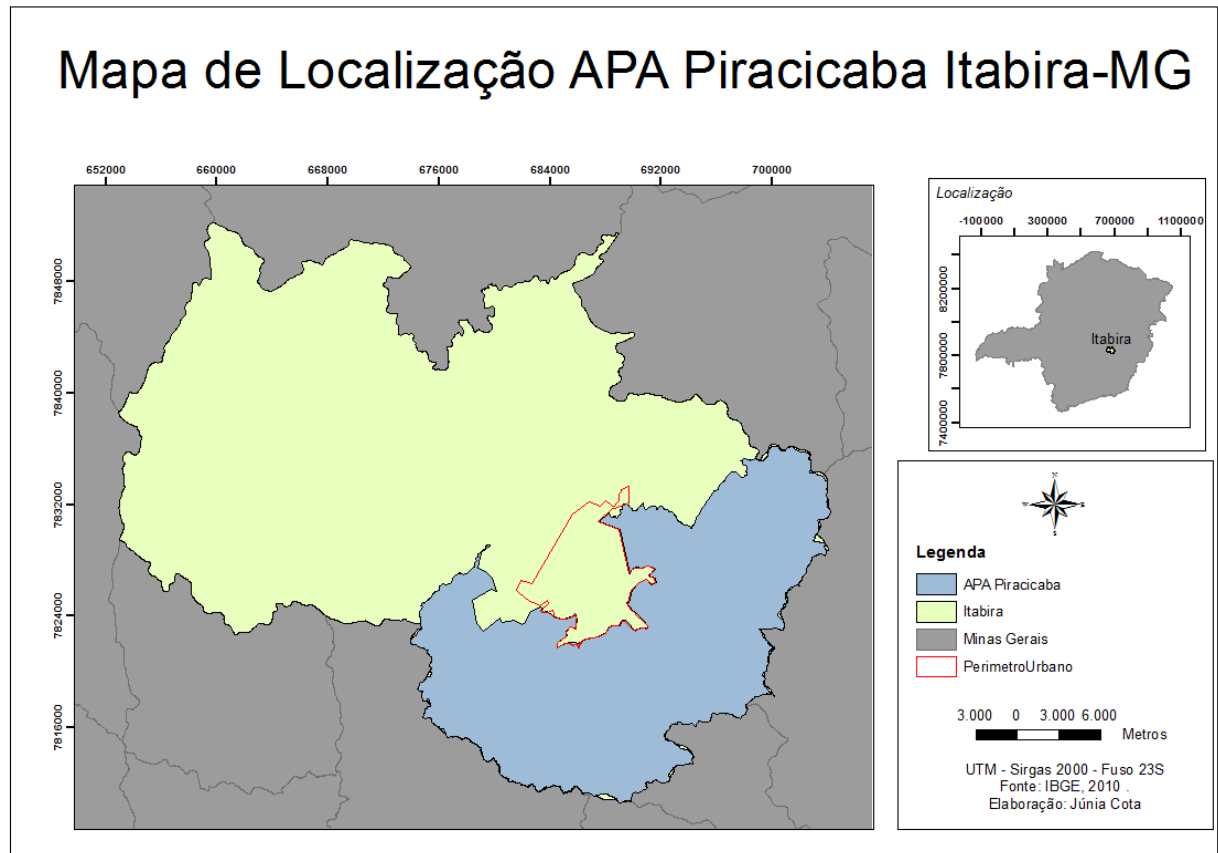 Mapa de Localização APA Piracicaba Itabira-MG
652000 660000 668000 676000 684000 692000 700000
7848000
7840000
7832000
7824000
7816000
Localização
-100000 300000 700000 1100000
8200000
7800000
7400000
Itabira
N
W E
S
Legenda
APA Piracicaba
Itabira
Minas Gerais
PerimetroUrbano
3.000 0 3.000 6.000
Metros
UTM - Sirgas 2000 - Fuso 23S
Fonte: IBGE, 2010 .
Elaboração: Júnia Cota